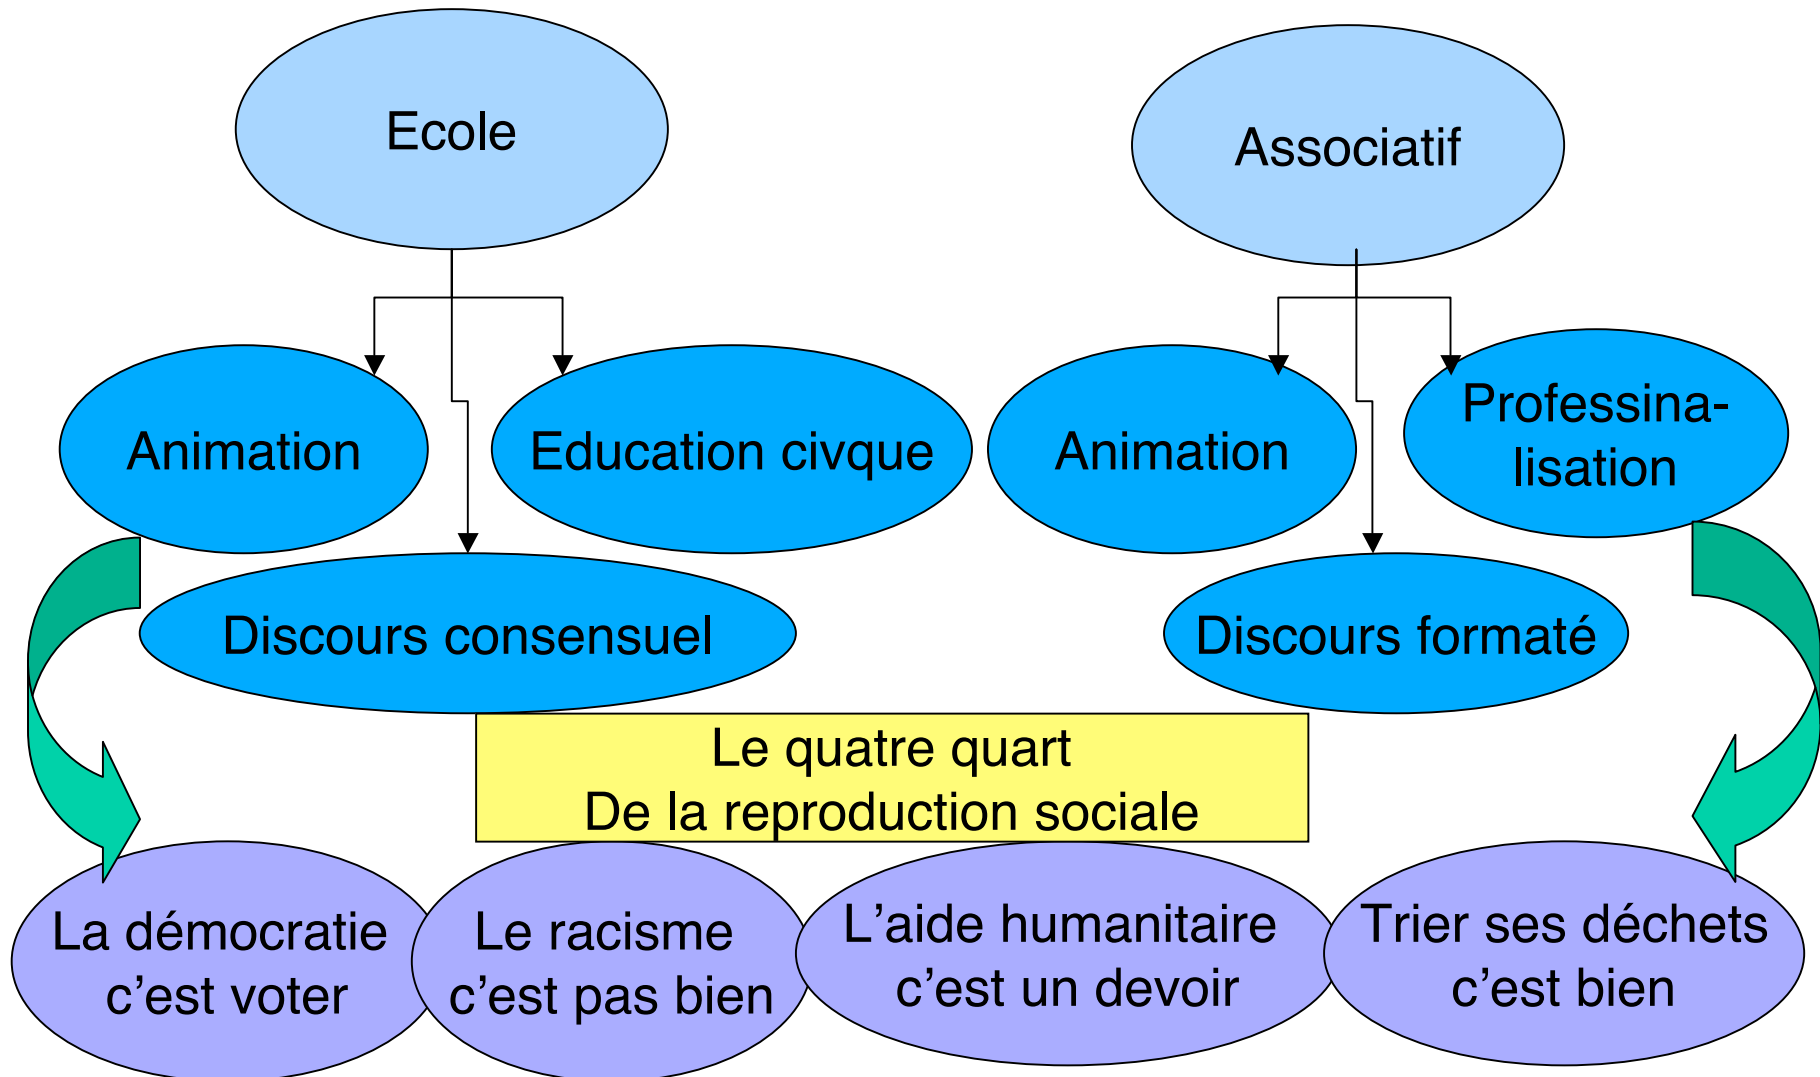 Ecole
Associatif
Animation
Education civque
Animation
Professina-
lisation
Discours consensuel
Discours formaté
Le quatre quart
De la reproduction sociale
La démocratie
c’est voter
Le racisme
c’est pas bien
L’aide humanitaire
c’est un devoir
Trier ses déchets
c’est bien